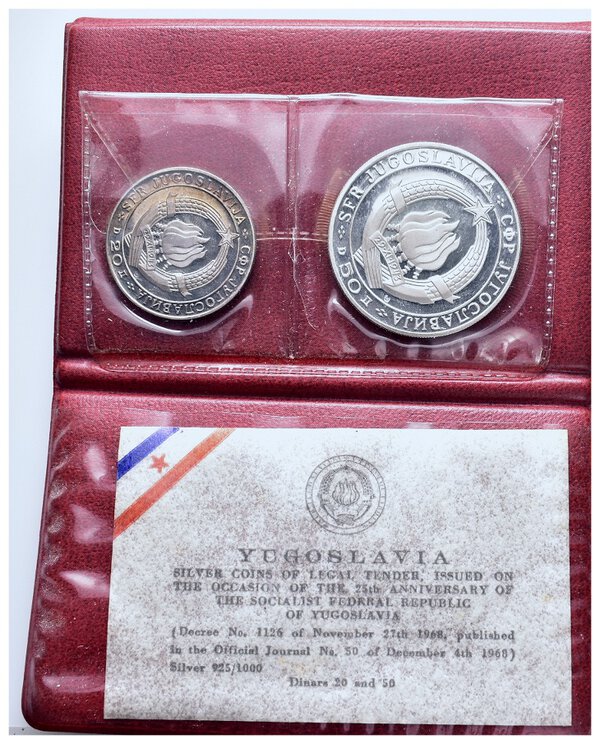 SFR JUGOSLAVIJA
СФР ЈУГОСЛАВИЈА
20 D
SFR JUGOSLAVIJA
СФР ЈУГОСЛАВИЈА
50 D
YUGOSLAVIA
SILVER COINS OF LEGAL TENDER, ISSUED ON
THE OCCASION OF THE 25th ANNIVERSARY OF
THE SOCIALIST FEDERAL REPUBLIC
OF YUGOSLAVIA
(Decree No. 1126 of November 27th 1968, published
in the Official Journal No. 50 of December 4th 1968)
Silver 925/1000
Dinars 20 and 50